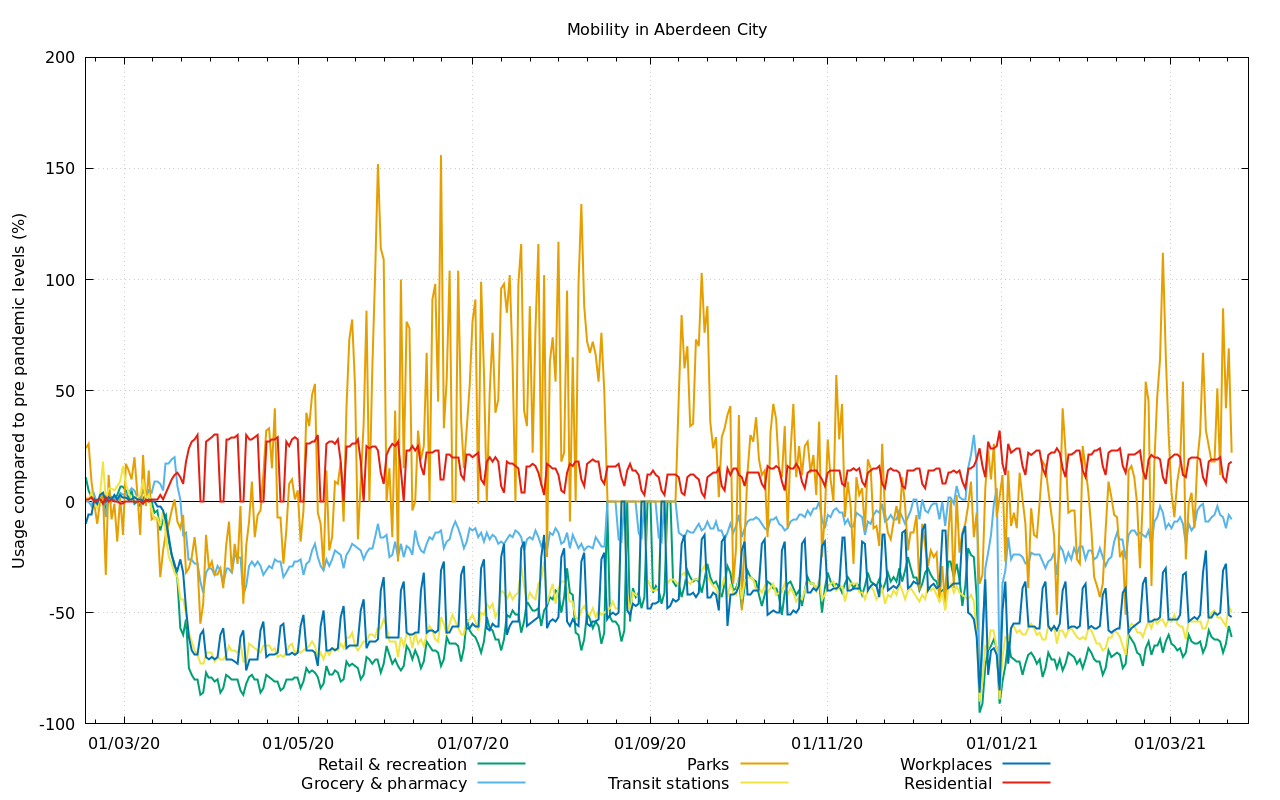 Mobility in Aberdeen City
Usage compared to pre pandemic levels (%)
200
150
100
50
0
-50
-100
01/03/20 01/05/20 01/07/20 01/09/20 01/11/20 01/01/21 01/03/21
Retail & recreation Parks Workplaces
Grocery & pharmacy Transit stations Residential